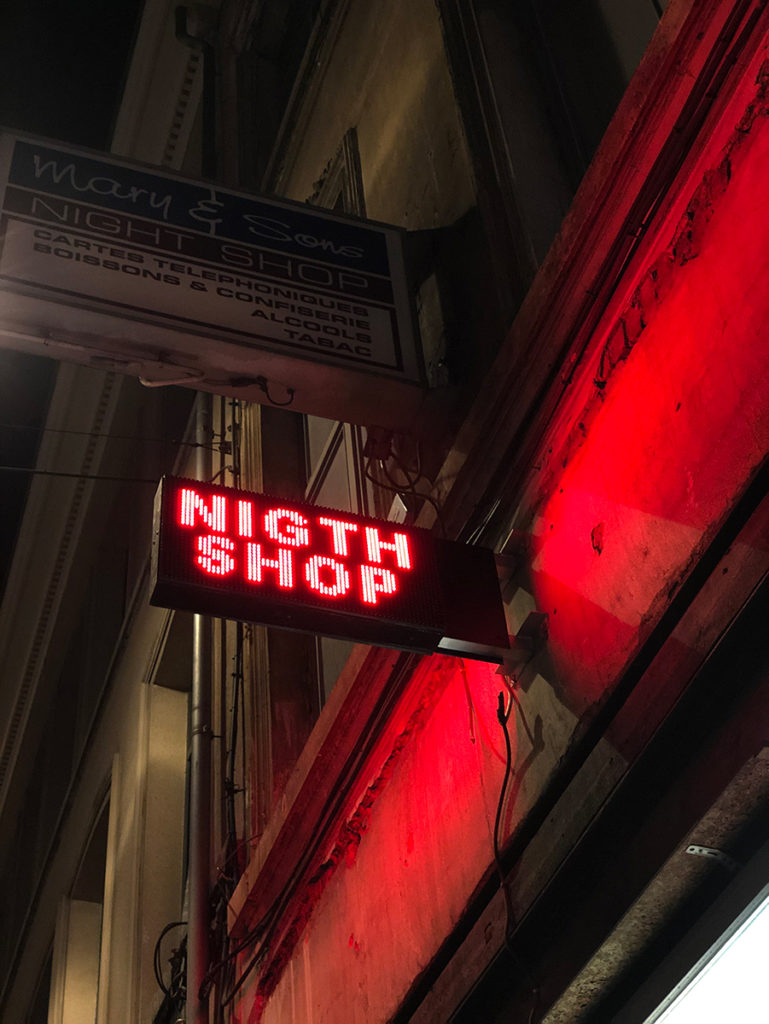 Mary & Sons
NIGHT SHOP
CARTES TELEPHONIQUES
BOISSONS & CONFISERIE
ALCOOLS
TABAC
NIGTH
SHOP